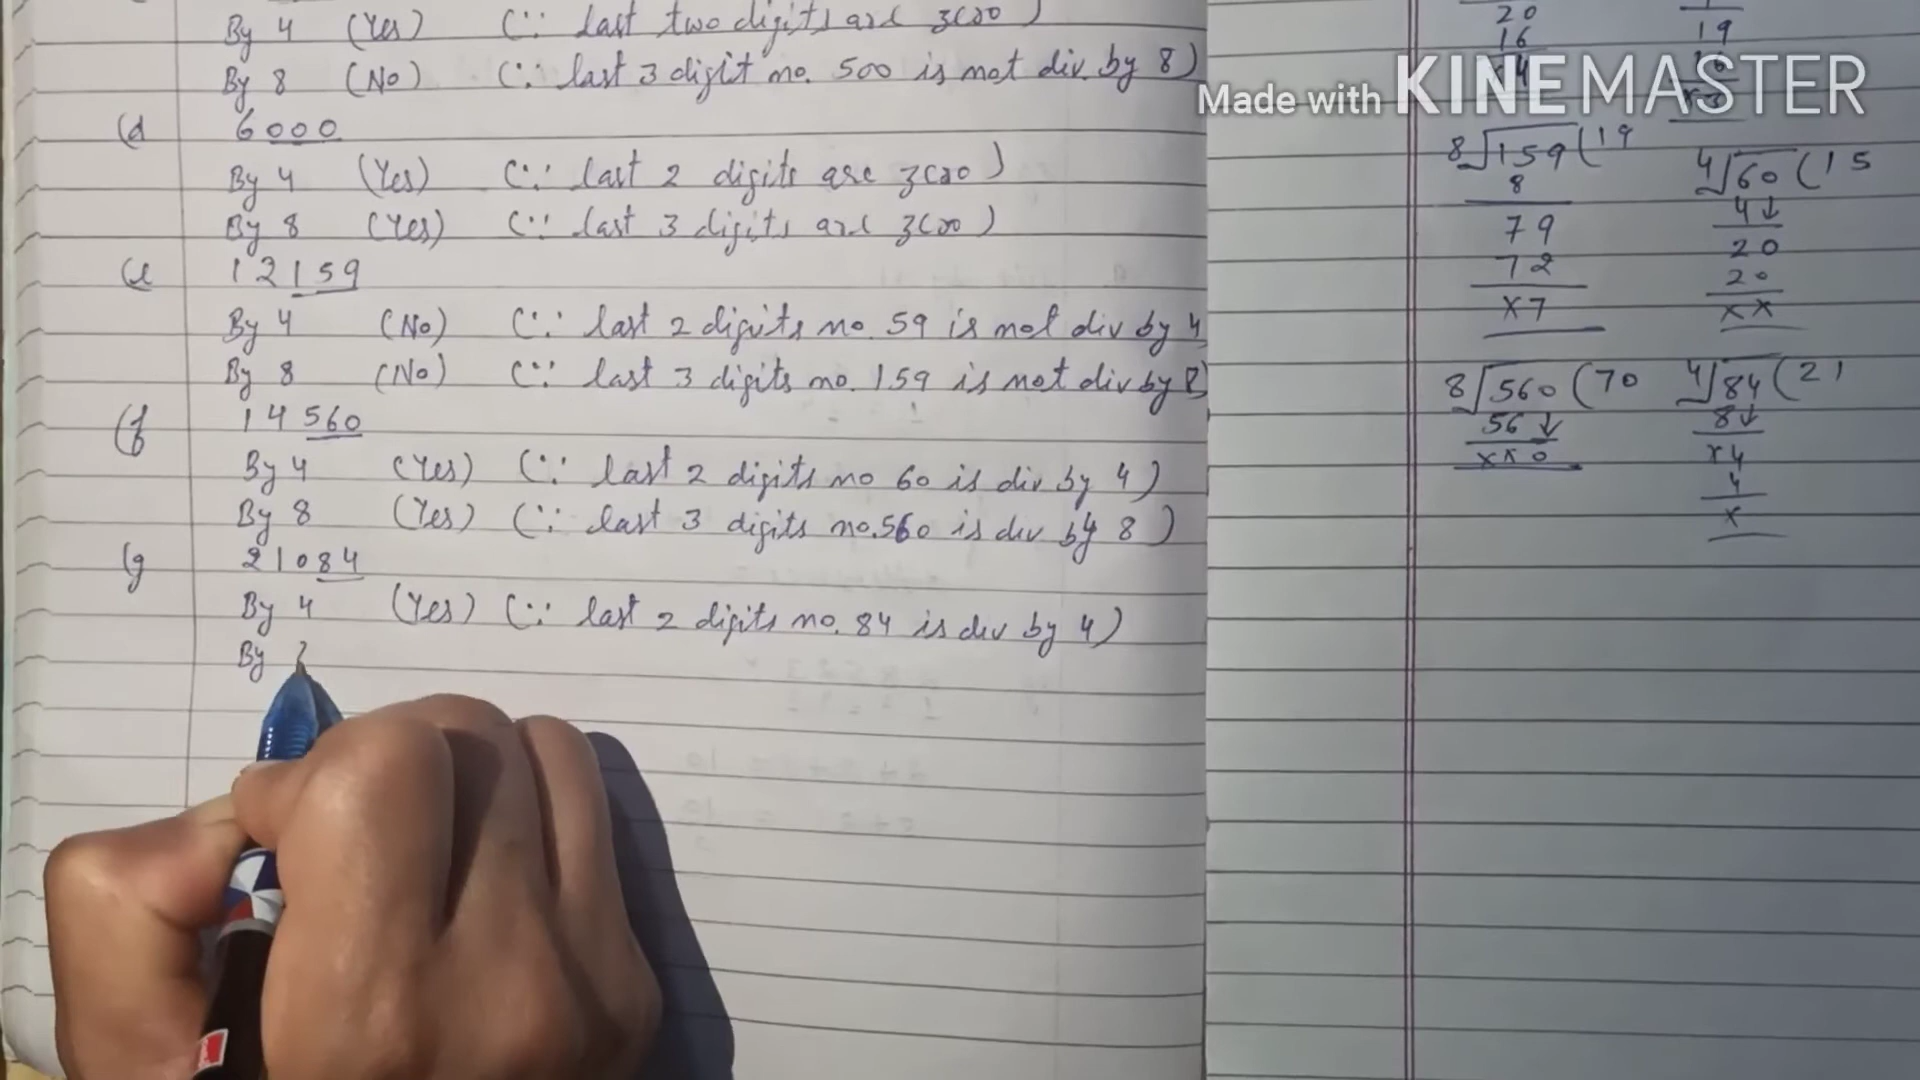 By 4 (Yes) (∵ last two digits are zero)
By 8 (No) (∵ last 3 digit no. 500 is not div. by 8)
(d 6000
By 4 (Yes) (∵ last 2 digits are zero)
By 8 (Yes) (∵ last 3 digits are zero)
(e 12159
By 4 (No) (∵ last 2 digits no. 59 is not div by 4
By 8 (No) (∵ last 3 digits no. 159 is not div by 8)
(f 14560
By 4 (Yes) (∵ last 2 digits no 60 is div by 4)
By 8 (Yes) (∵ last 3 digits no.560 is div by 8)
(g 21084
By 4 (Yes) (∵ last 2 digits no. 84 is div by 4)
By
20
16
19
Made with KINEMASTER
8√159(19
8
79
72
x7
4√60(15
4↓
20
20
xx
8√560(70
56↓
xx0
4√84(21
8↓
x4
4
x